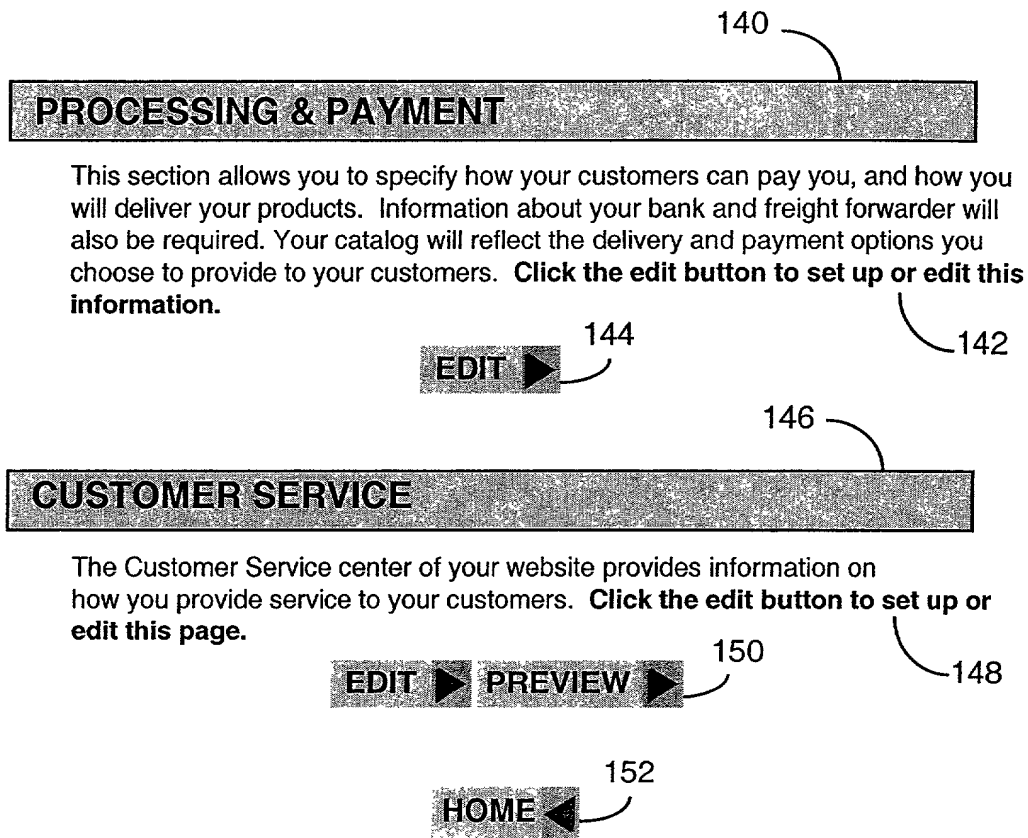 140
PROCESSING & PAYMENT
This section allows you to specify how your customers can pay you, and how you
will deliver your products. Information about your bank and freight forwarder will
also be required. Your catalog will reflect the delivery and payment options you
choose to provide to your customers. Click the edit button to set up or edit this
information.
142
EDIT
144
146
CUSTOMER SERVICE
The Customer Service center of your website provides information on
how you provide service to your customers. Click the edit button to set up or
edit this page.
148
EDIT PREVIEW
150
HOME
152